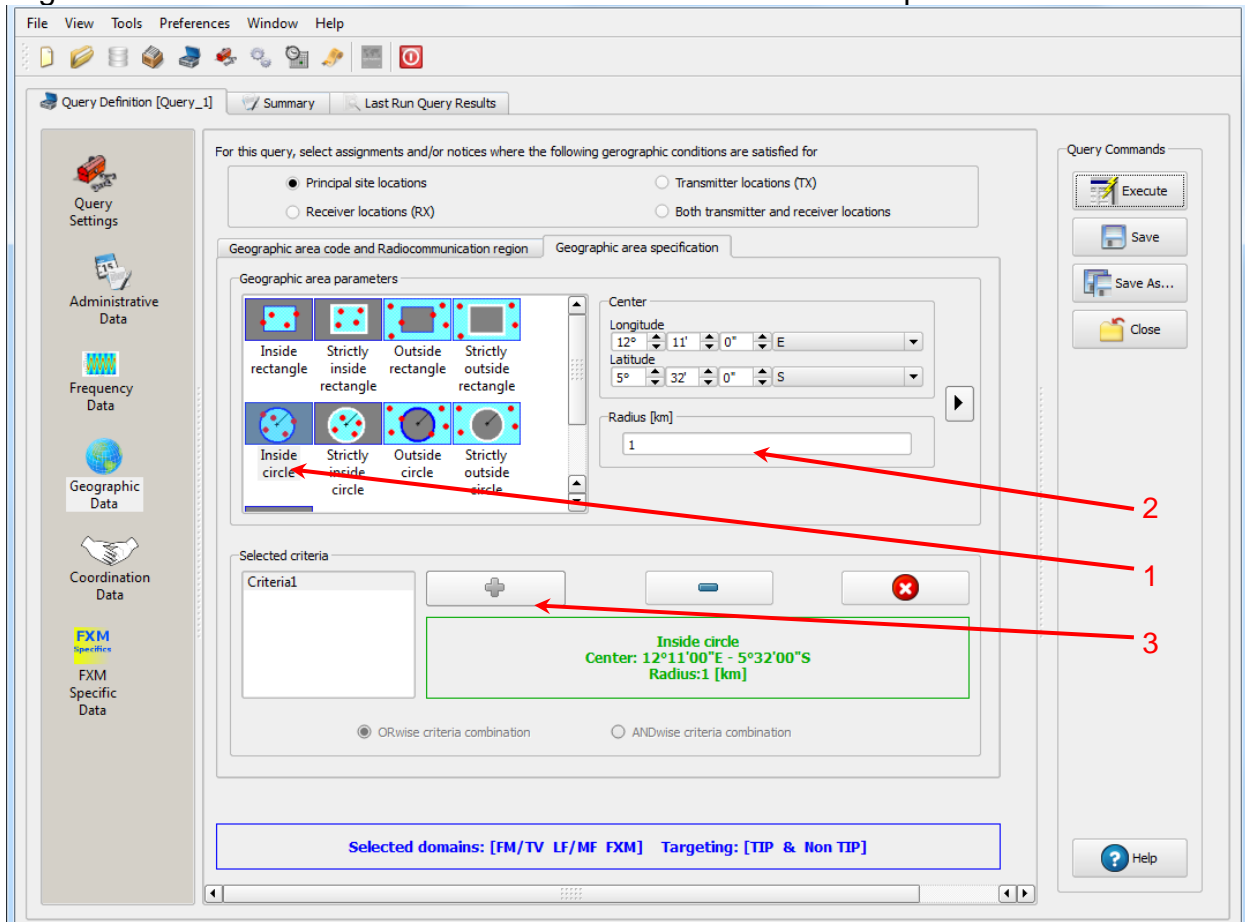 File View Tools Preferences Window Help
Query Definition [Query_1] Summary Last Run Query Results
For this query, select assignments and/or notices where the following gerographic conditions are satisfied for
Principal site locations
Transmitter locations (TX)
Receiver locations (RX)
Both transmitter and receiver locations
Geographic area code and Radiocommunication region
Geographic area specification
Geographic area parameters
Inside
rectangle
Strictly
inside
rectangle
Outside
rectangle
Strictly
outside
rectangle
Inside
circle
Strictly
inside
circle
Outside
circle
Strictly
outside
circle
Center
Longitude
12° 11' 0" E
Latitude
5° 32' 0" S
Radius [km]
1
Selected criteria
Criteria1
Inside circle
Center: 12°11'00"E - 5°32'00"S
Radius:1 [km]
ORwise criteria combination
ANDwise criteria combination
Selected domains: [FM/TV LF/MF FXM] Targeting: [TIP & Non TIP]
Query
Settings
Administrative
Data
Frequency
Data
Geographic
Data
Coordination
Data
FXM
Specifics
FXM
Specific
Data
Query Commands
Execute
Save
Save As...
Close
Help
2
1
3